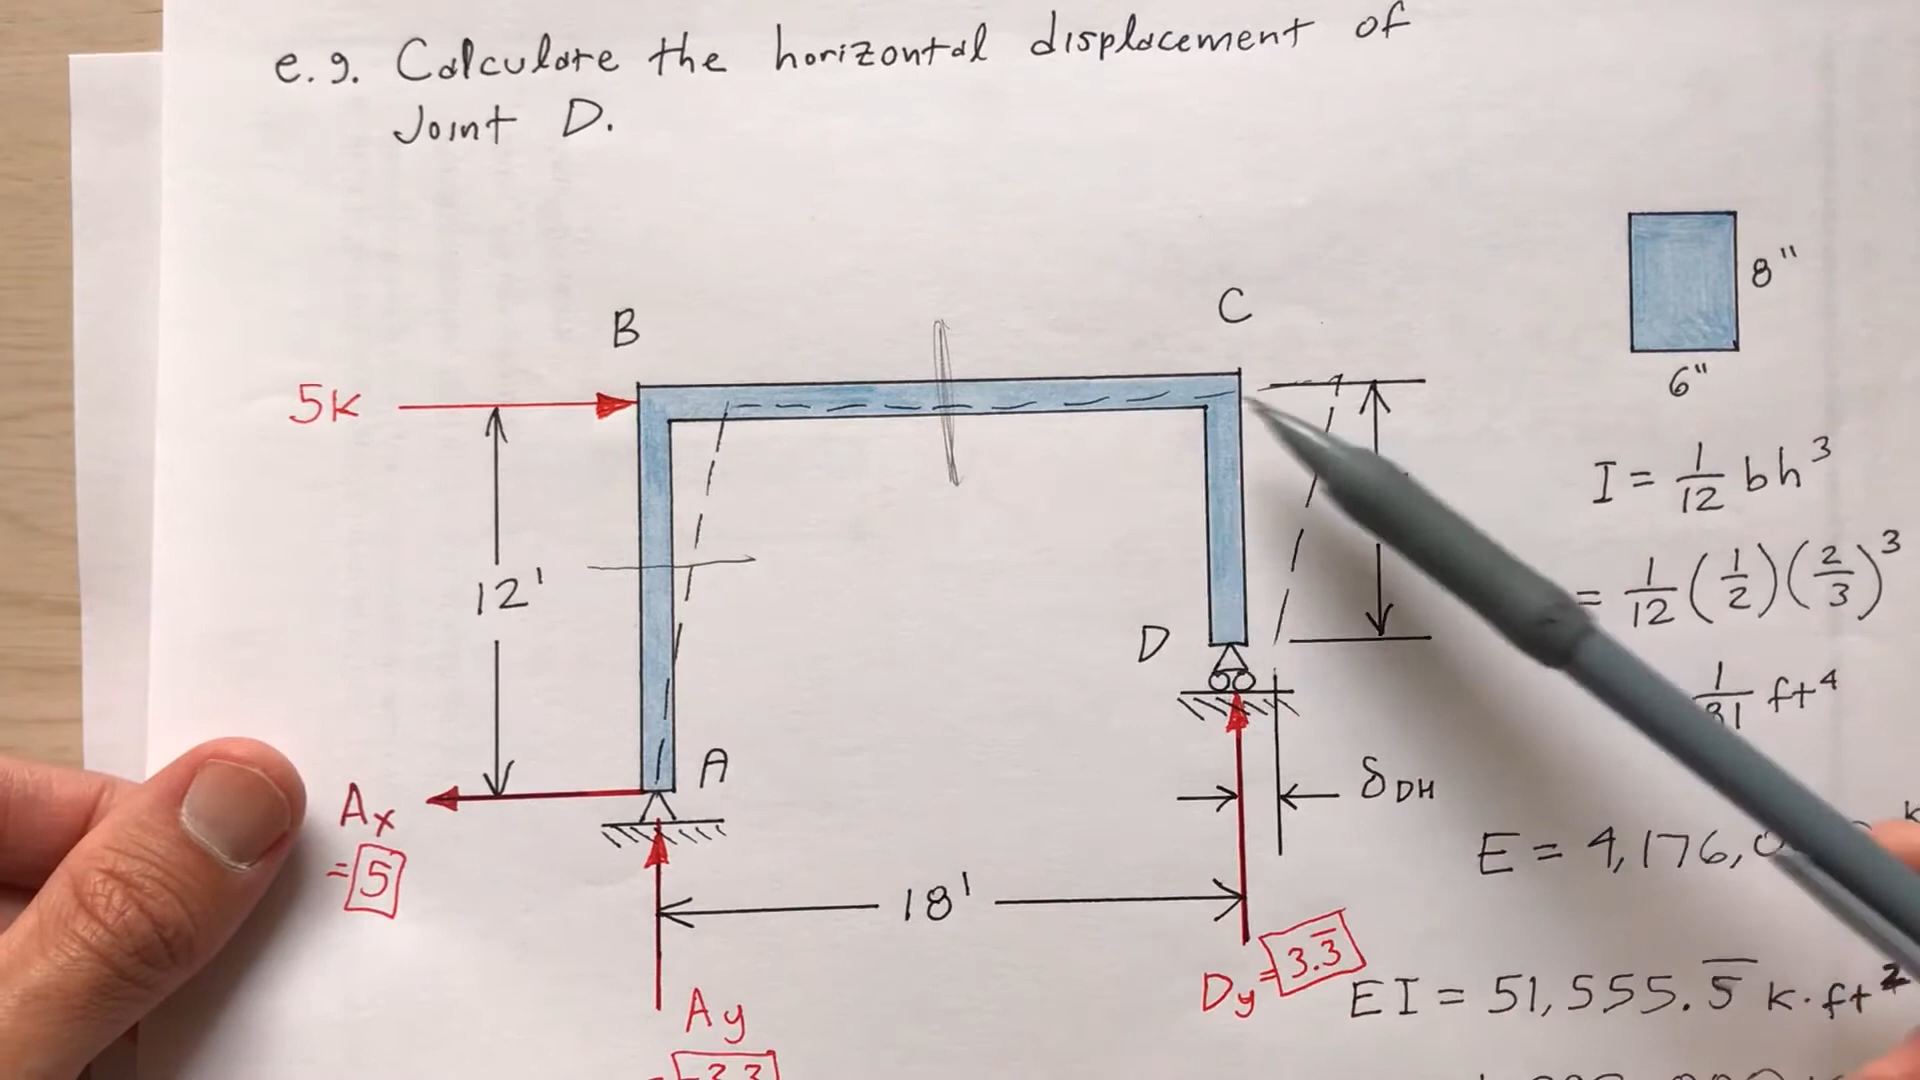 e.g. Calculate the horizontal displacement of
Joint D.
8"
6"
B
C
5K
12'
I = 1/12 bh³
= 1/12 (1/2)(2/3)³
ft⁴
D
A
Ax
= 5
δDH
E = 4,176,
18'
Dy = 3.3̅
EI = 51,555.5̅ k·ft²
Ay